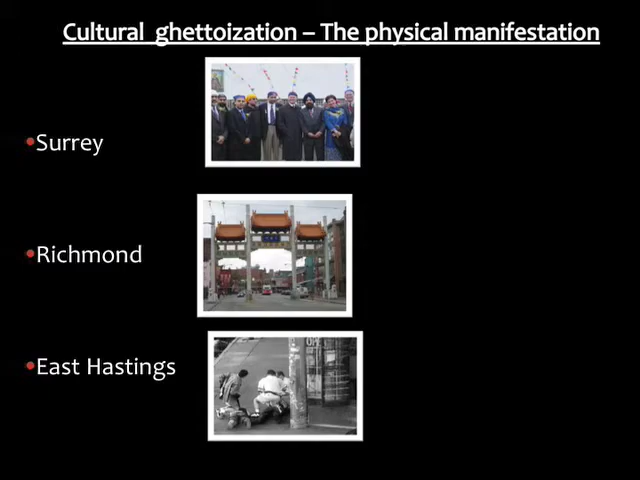 Cultural ghettoization – The physical manifestation
•Surrey
•Richmond
•East Hastings